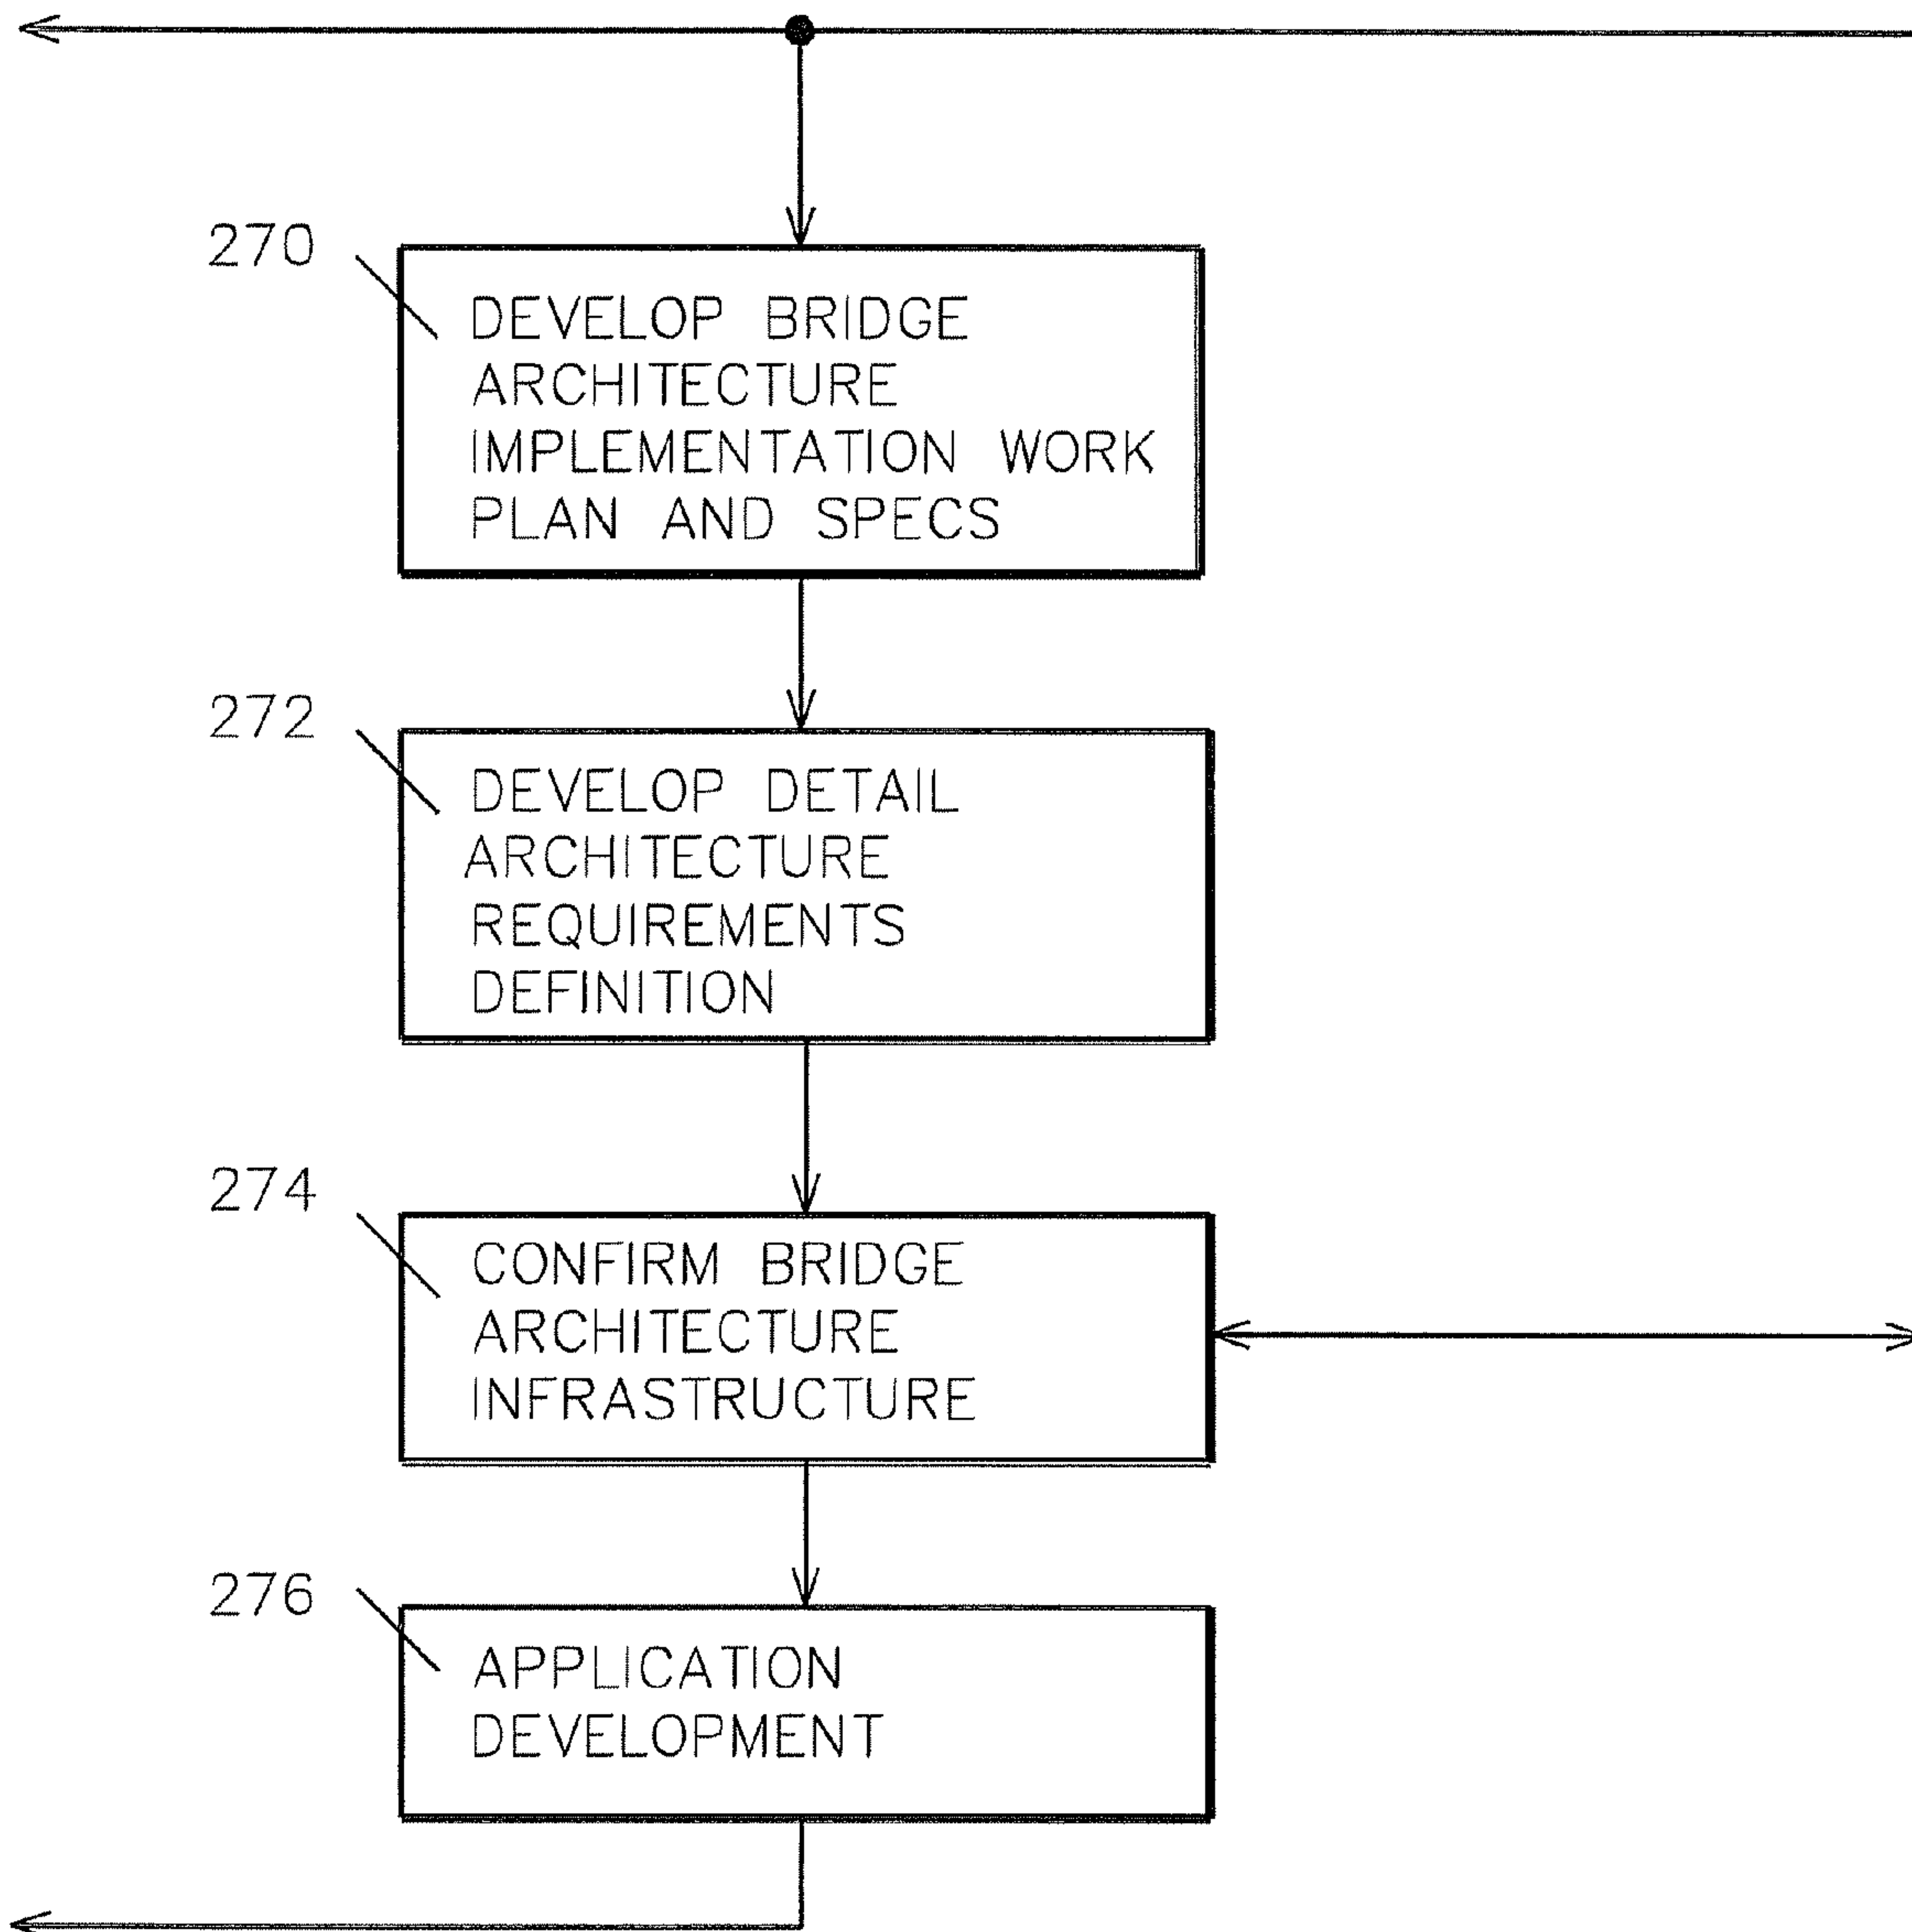 270
DEVELOP BRIDGE
ARCHITECTURE
IMPLEMENTATION WORK
PLAN AND SPECS
272
DEVELOP DETAIL
ARCHITECTURE
REQUIREMENTS
DEFINITION
274
CONFIRM BRIDGE
ARCHITECTURE
INFRASTRUCTURE
276
APPLICATION
DEVELOPMENT